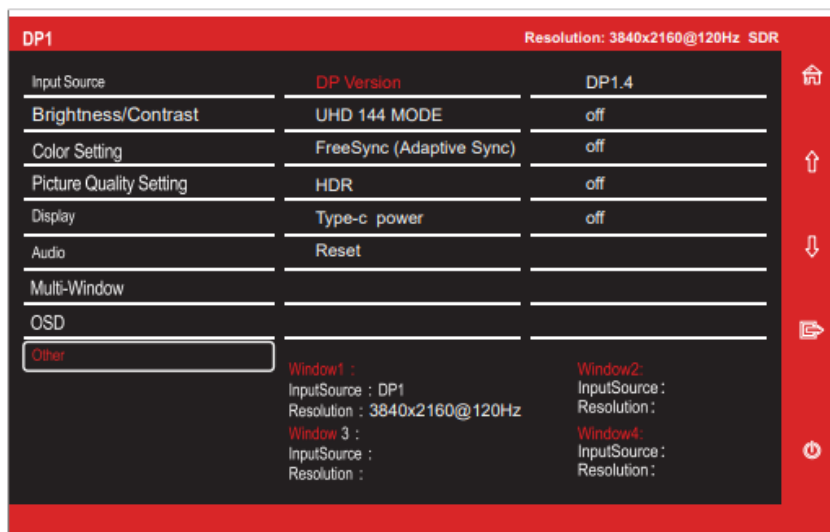 DP1 Resolution: 3840x2160@120Hz SDR
Input Source DP Version DP1.4
Brightness/Contrast UHD 144 MODE off
Color Setting FreeSync (Adaptive Sync) off
Picture Quality Setting HDR off
Display Type-c power off
Audio Reset
Multi-Window
OSD
Other
Window1 : Window2:
InputSource : DP1 InputSource:
Resolution : 3840x2160@120Hz Resolution:
Window 3 : Window4:
InputSource : InputSource:
Resolution : Resolution: